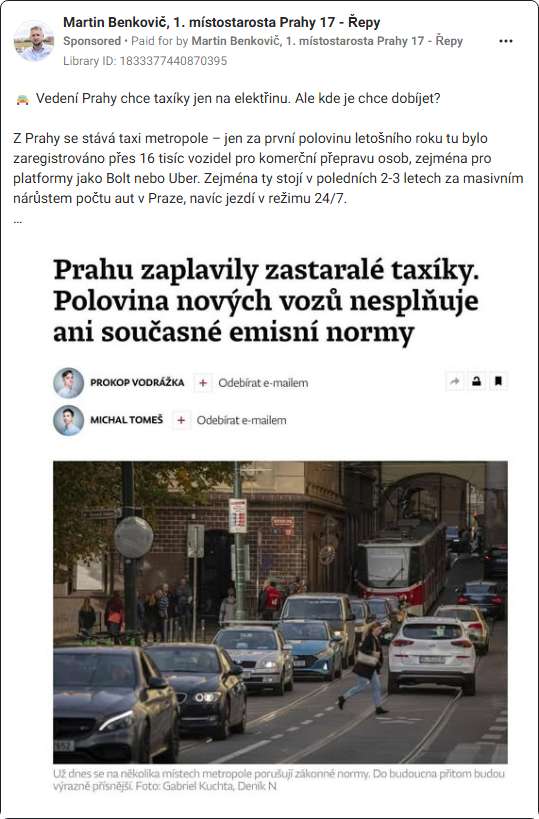 Martin Benkovič, 1. místostarosta Prahy 17 - Řepy
Sponsored • Paid for by Martin Benkovič, 1. místostarosta Prahy 17 - Řepy
Library ID: 1833377440870395
🚖 Vedení Prahy chce taxíky jen na elektřinu. Ale kde je chce dobíjet?
Z Prahy se stává taxi metropole – jen za první polovinu letošního roku tu bylo
zaregistrováno přes 16 tisíc vozidel pro komerční přepravu osob, zejména pro
platformy jako Bolt nebo Uber. Zejména ty stojí v poledních 2-3 letech za masivním
nárůstem počtu aut v Praze, navíc jezdí v režimu 24/7.
...
Prahu zaplavily zastaralé taxíky.
Polovina nových vozů nesplňuje
ani současné emisní normy
PROKOP VODRÁŽKA + Odebírat e-mailem
MICHAL TOMEŠ + Odebírat e-mailem
Už dnes se na několika místech metropole porušují zákonné normy. Do budoucna přitom budou
výrazně přísnější. Foto: Gabriel Kuchta, Deník N